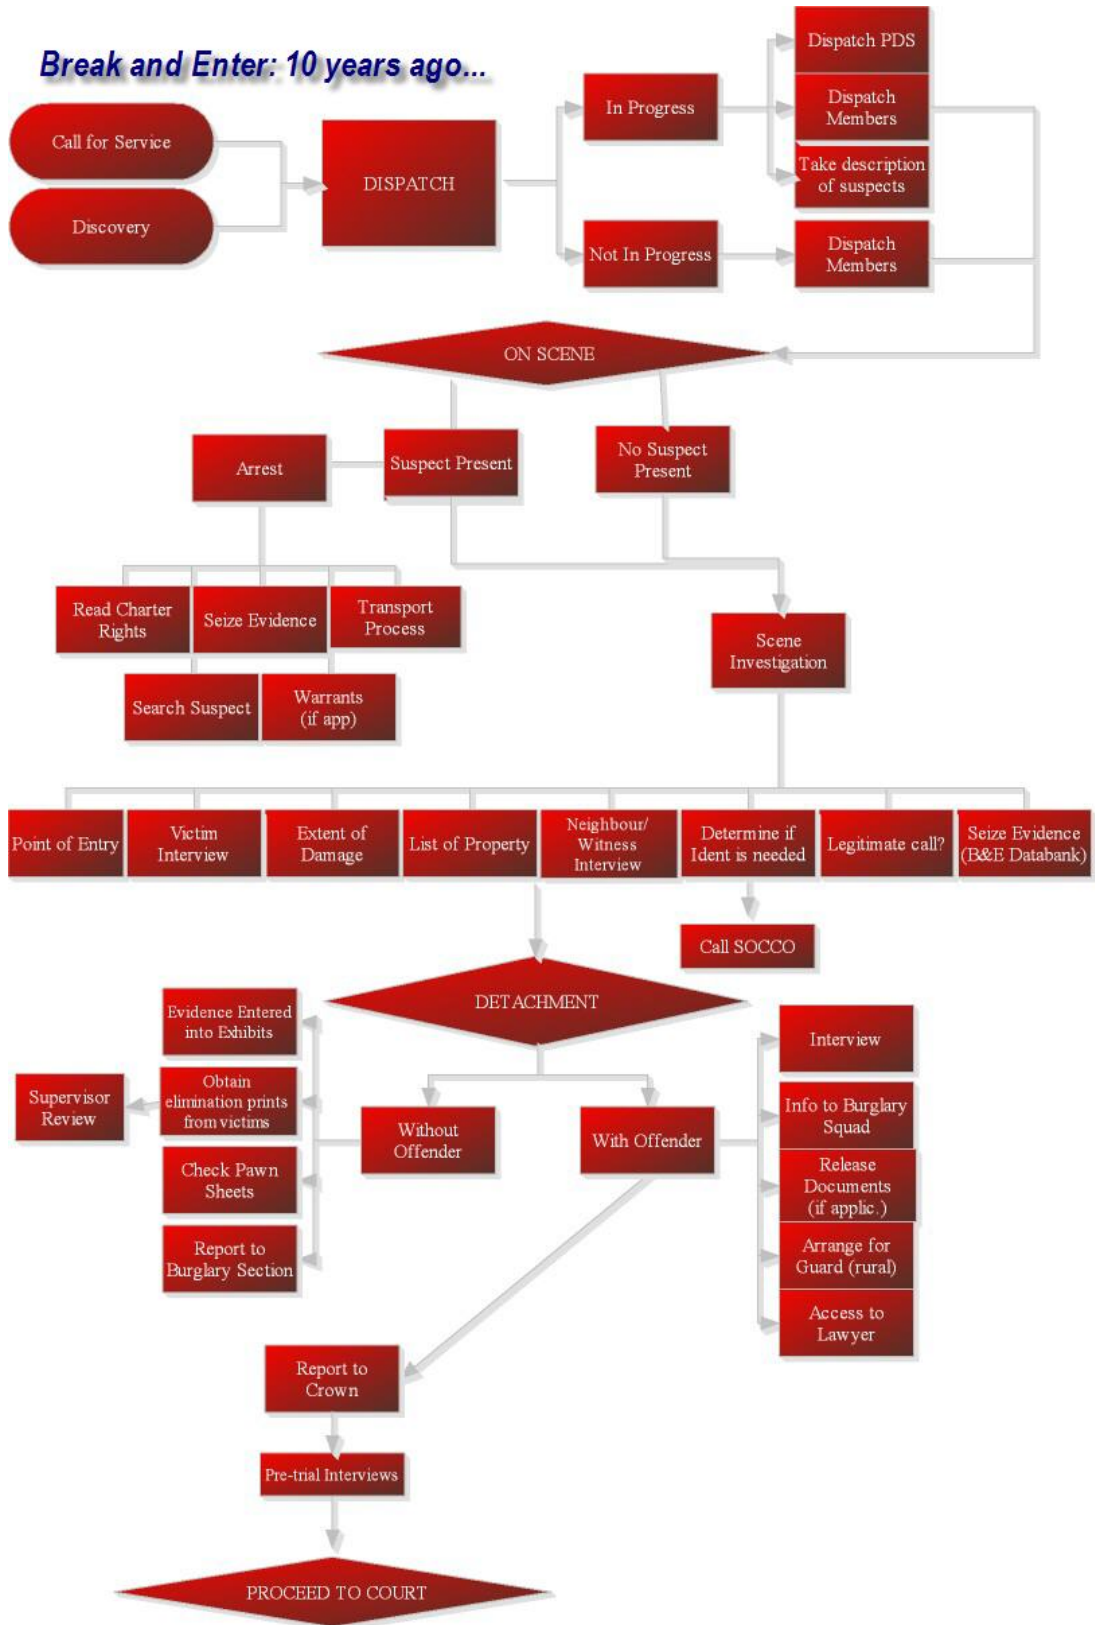 Break and Enter: 10 years ago...
Call for Service
Discovery
DISPATCH
In Progress
Not In Progress
Dispatch PDS
Dispatch
Members
Take description
of suspects
Dispatch
Members
ON SCENE
Arrest
Suspect Present
No Suspect
Present
Read Charter
Rights
Seize Evidence
Transport
Process
Search Suspect
Warrants
(if app)
Scene
Investigation
Point of Entry
Victim
Interview
Extent of
Damage
List of Property
Neighbour/
Witness
Interview
Determine if
Ident is needed
Legitimate call?
Seize Evidence
(B&E Databank)
Call SOCCO
DETACHMENT
Evidence Entered
into Exhibits
Supervisor
Review
Obtain
elimination prints
from victims
Check Pawn
Sheets
Report to
Burglary Section
Without
Offender
With Offender
Interview
Info to Burglary
Squad
Release
Documents
(if applic.)
Arrange for
Guard (rural)
Access to
Lawyer
Report to
Crown
Pre-trial Interviews
PROCEED TO COURT